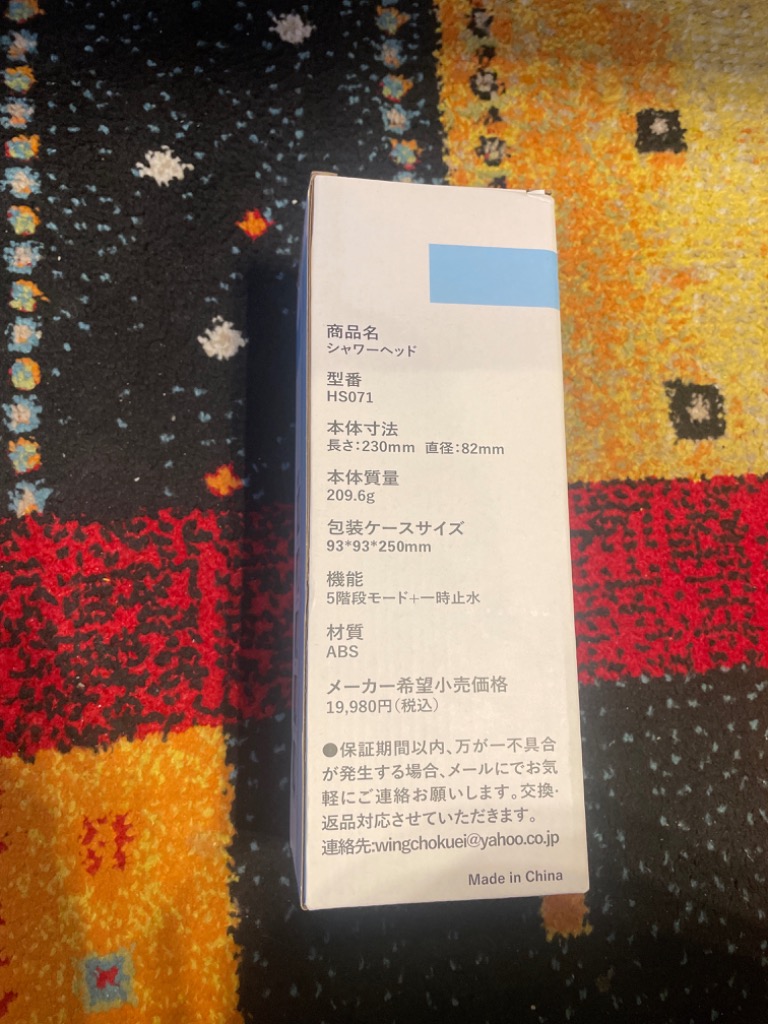 商品名
シャワーヘッド
型番
HS071
本体寸法
長さ:230mm 直径:82mm
本体質量
209.6g
包装ケースサイズ
93*93*250mm
機能
5階段モード+一時止水
材質
ABS
メーカー希望小売価格
19,980円(税込)
●保証期間以内、万が一不具合
が発生する場合、メールにてお気
軽にご連絡お願いします。交換・
返品対応させていただきます。
連絡先:wingchokuei@yahoo.co.jp
Made in China